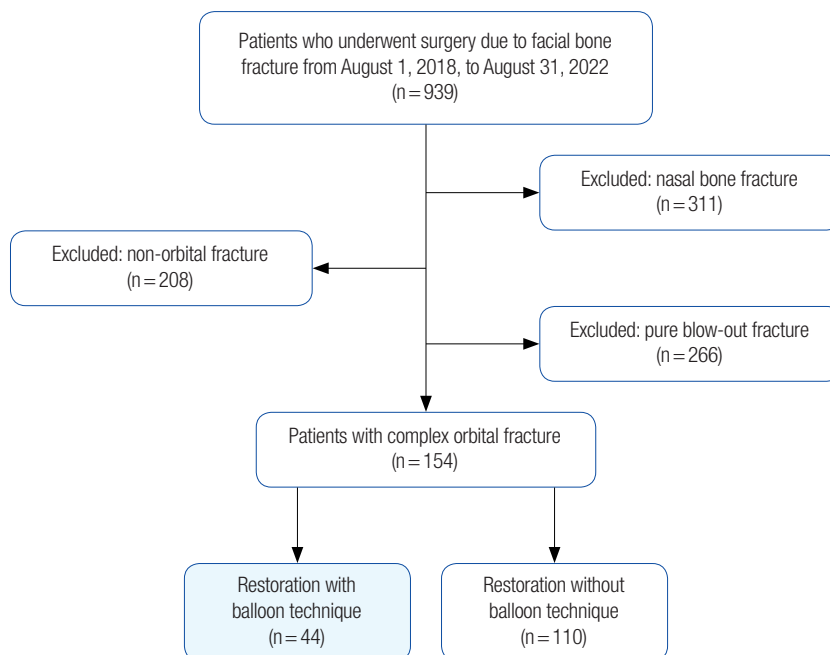 Patients who underwent surgery due to facial bone
fracture from August 1, 2018, to August 31, 2022
(n=939)
Excluded: nasal bone fracture
(n=311)
Excluded: non-orbital fracture
(n=208)
Excluded: pure blow-out fracture
(n=266)
Patients with complex orbital fracture
(n=154)
Restoration with
balloon technique
(n=44)
Restoration without
balloon technique
(n=110)